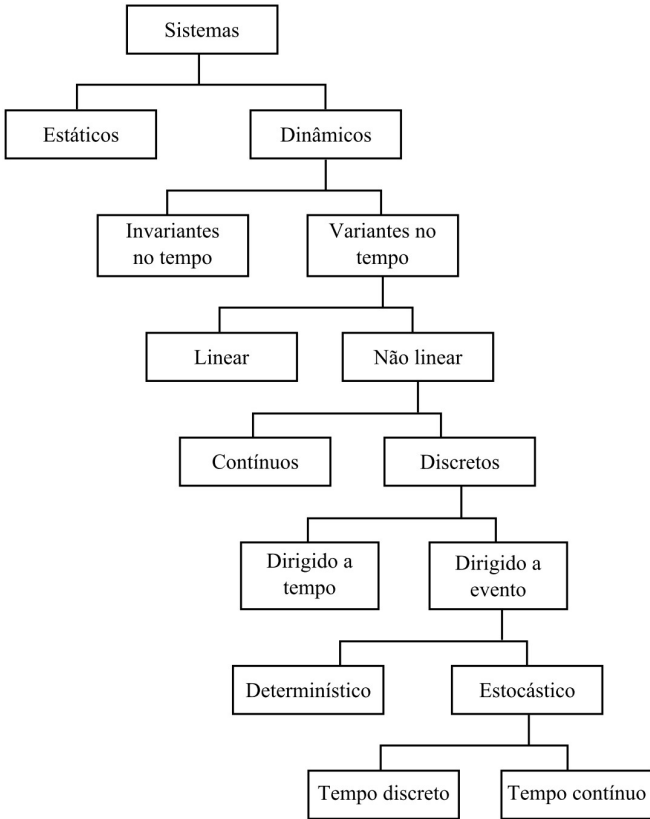 Sistemas
Estáticos
Dinâmicos
Invariantes
no tempo
Variantes no
tempo
Linear
Não linear
Contínuos
Discretos
Dirigido a
tempo
Dirigido a
evento
Determinístico
Estocástico
Tempo discreto
Tempo contínuo